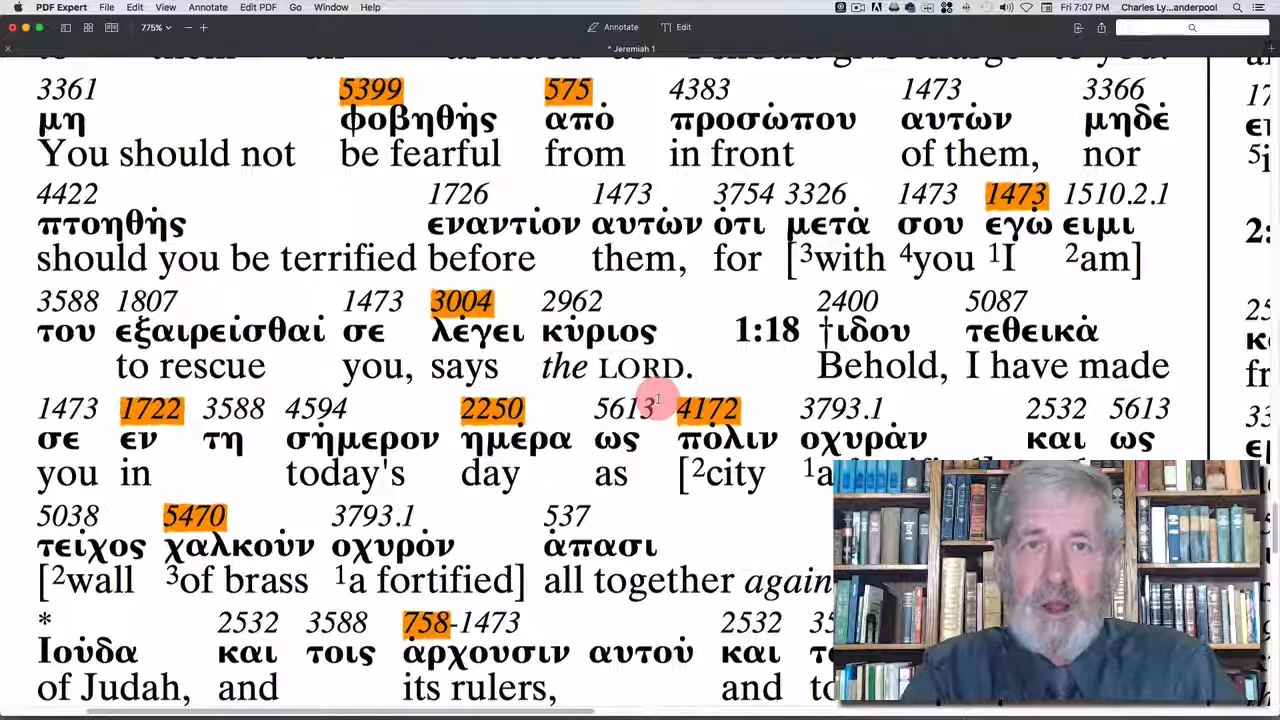 PDF Expert File Edit View Annotate Edit PDF Go Window Help Fri 7:07 PM Charles Ly...anderpool
775% Annotate Edit
* Jeremiah 1
3361 5399 575 4383 1473 3366
μη φοβηθής από προσώπου αυτών μηδέ
You should not be fearful from in front of them, nor
4422 1726 1473 3754 3326 1473 1473 1510.2.1
πτοηθής εναντίον αυτών ότι μετά σου εγώ ειμι
should you be terrified before them, for [3with 4you 1I 2am]
3588 1807 1473 3004 2962 2400 5087
του εξαιρείσθαί σε λέγει κύριος 1:18 †ιδου τεθεικά
to rescue you, says the LORD. Behold, I have made
1473 1722 3588 4594 2250 5613 4172 3793.1 2532 5613
σε εν τη σήμερον ημέρα ως πόλιν οχυράν και ως
you in today's day as [2city
5038 5470 3793.1 537
τείχος χαλκούν οχυρόν άπασι
[2wall 3of brass 1a fortified] all together
* 2532 3588 758-1473 2532
Ιούδα και τοις άρχουσιν αυτού και
of Judah, and its rulers, and
2: